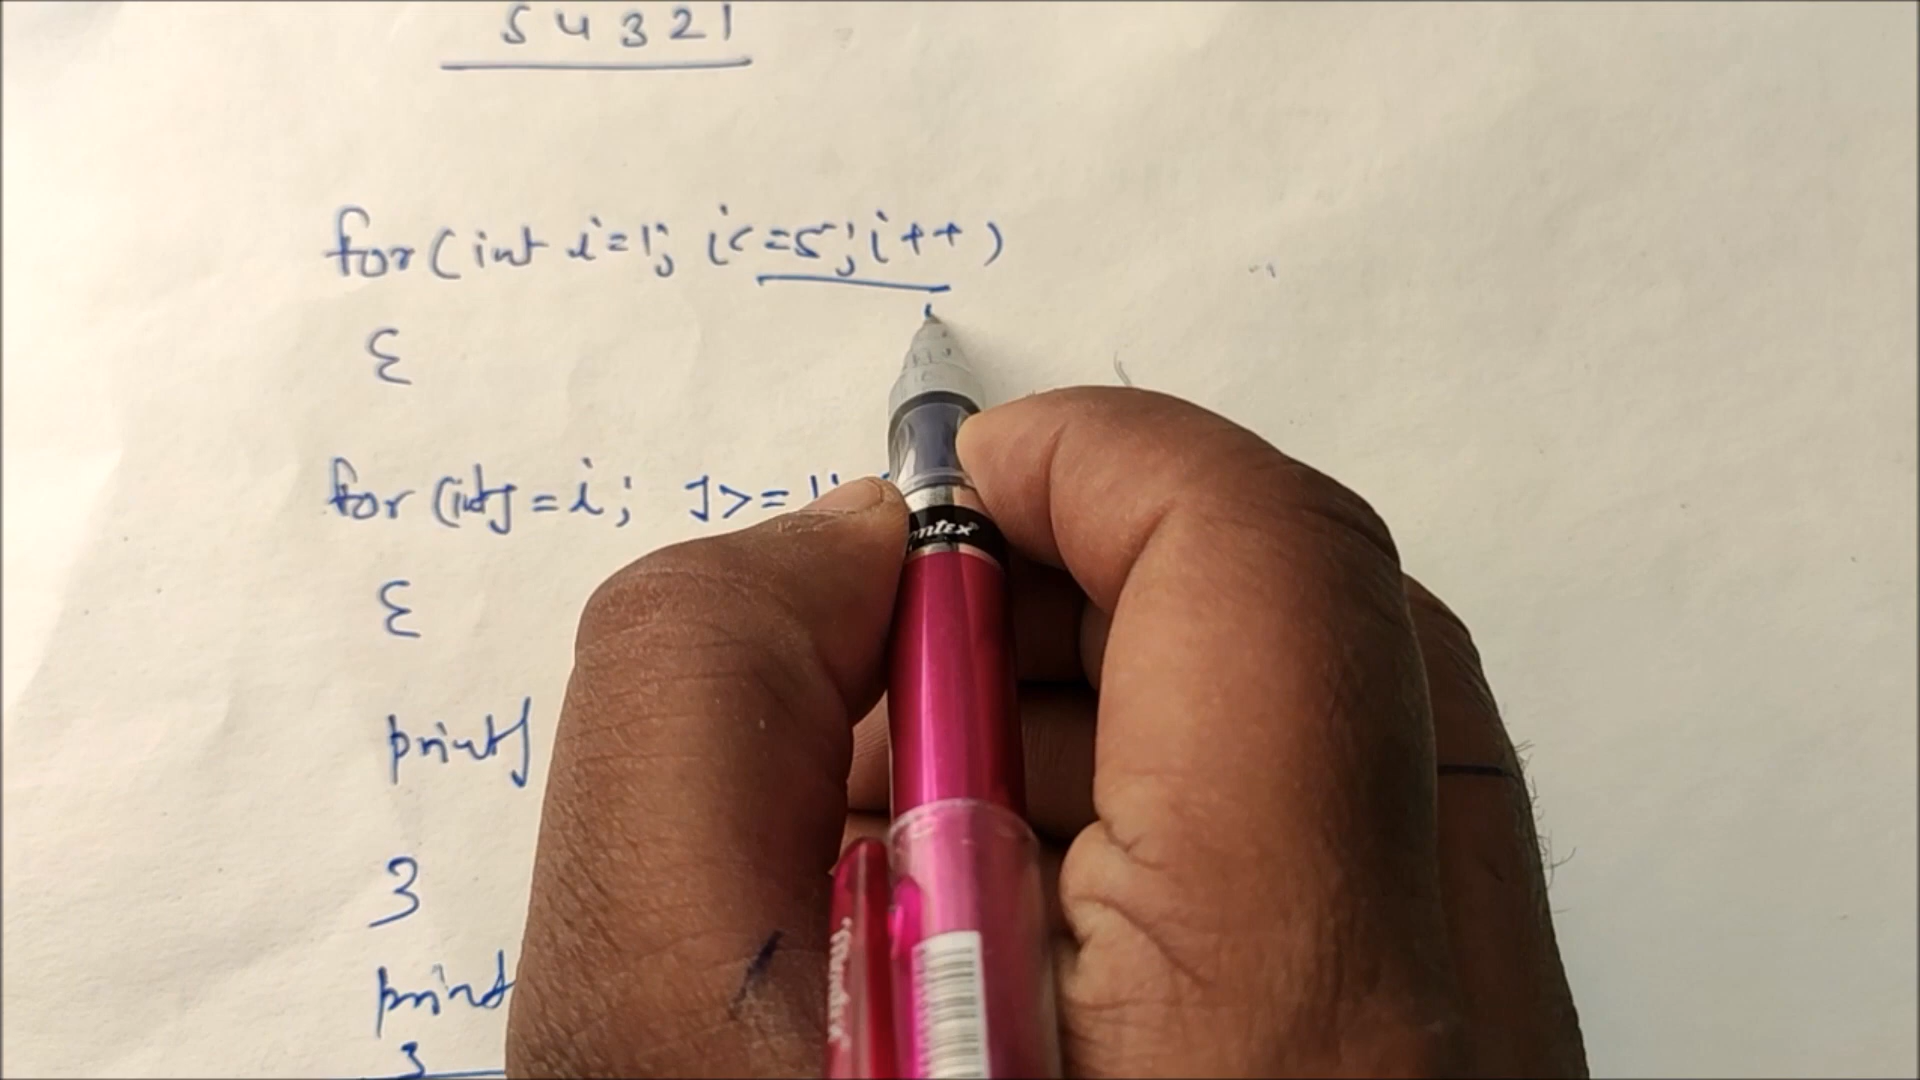 5 4 3 2 1
for(int i=1; i<=5; i++)
{
for (int j=i; J>=1;
{
printf
}
print
}